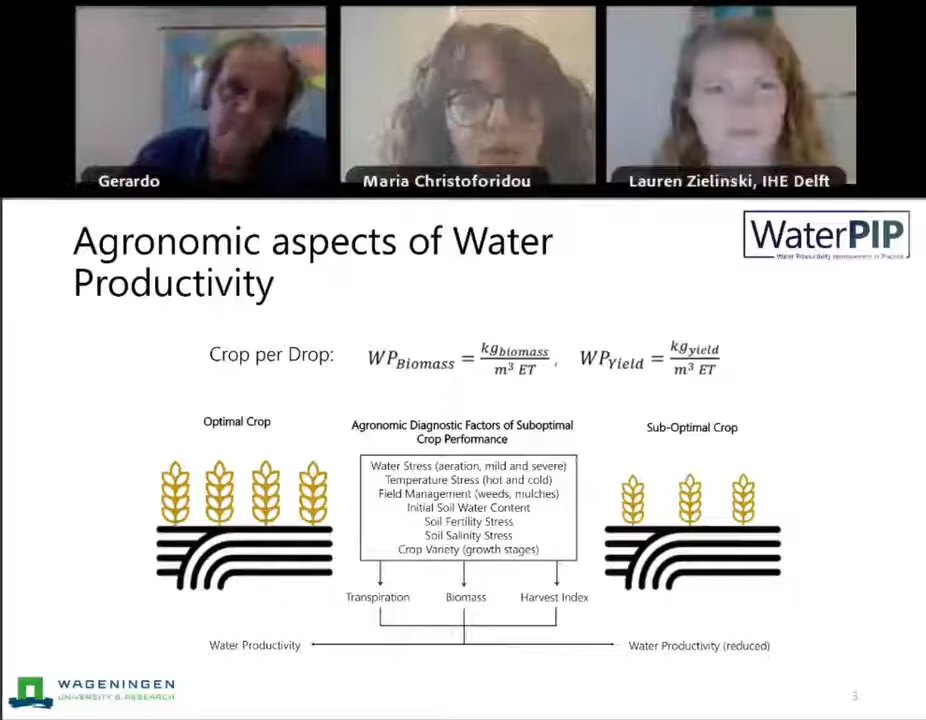 Gerardo
Maria Christoforidou
Lauren Zielinski, IHE Delft
Agronomic aspects of Water
Productivity
WaterPIP
Water Productivity Improvement in Practice
Crop per Drop: WP_Biomass = kg_biomass / m³ ET , WP_Yield = kg_yield / m³ ET
Optimal Crop
Agronomic Diagnostic Factors of Suboptimal
Crop Performance
Sub-Optimal Crop
Water Stress (aeration, mild and severe)
Temperature Stress (hot and cold)
Field Management (weeds, mulches)
Initial Soil Water Content
Soil Fertility Stress
Soil Salinity Stress
Crop Variety (growth stages)
Transpiration
Biomass
Harvest Index
Water Productivity
Water Productivity (reduced)
WAGENINGEN
UNIVERSITY & RESEARCH
3